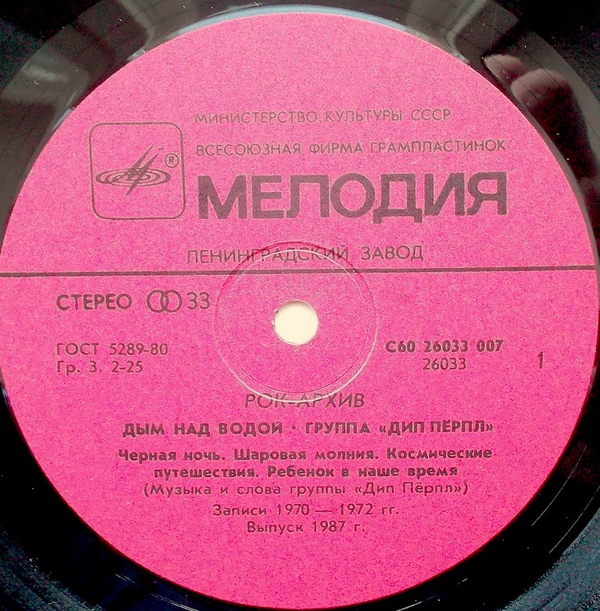 МИНИСТЕРСТВО КУЛЬТУРЫ СССР
ВСЕСОЮЗНАЯ ФИРМА ГРАМПЛАСТИНОК
®
МЕЛОДИЯ
ЛЕНИНГРАДСКИЙ ЗАВОД
СТЕРЕО 33
ГОСТ 5289-80
Гр. 3. 2-25
С60 26033 007
26033
1
РОК-АРХИВ
ДЫМ НАД ВОДОЙ · ГРУППА «ДИП ПЁРПЛ»
Черная ночь. Шаровая молния. Космические
путешествия. Ребенок в наше время
(Музыка и слова группы «Дип Пёрпл»)
Записи 1970 — 1972 гг.
Выпуск 1987 г.